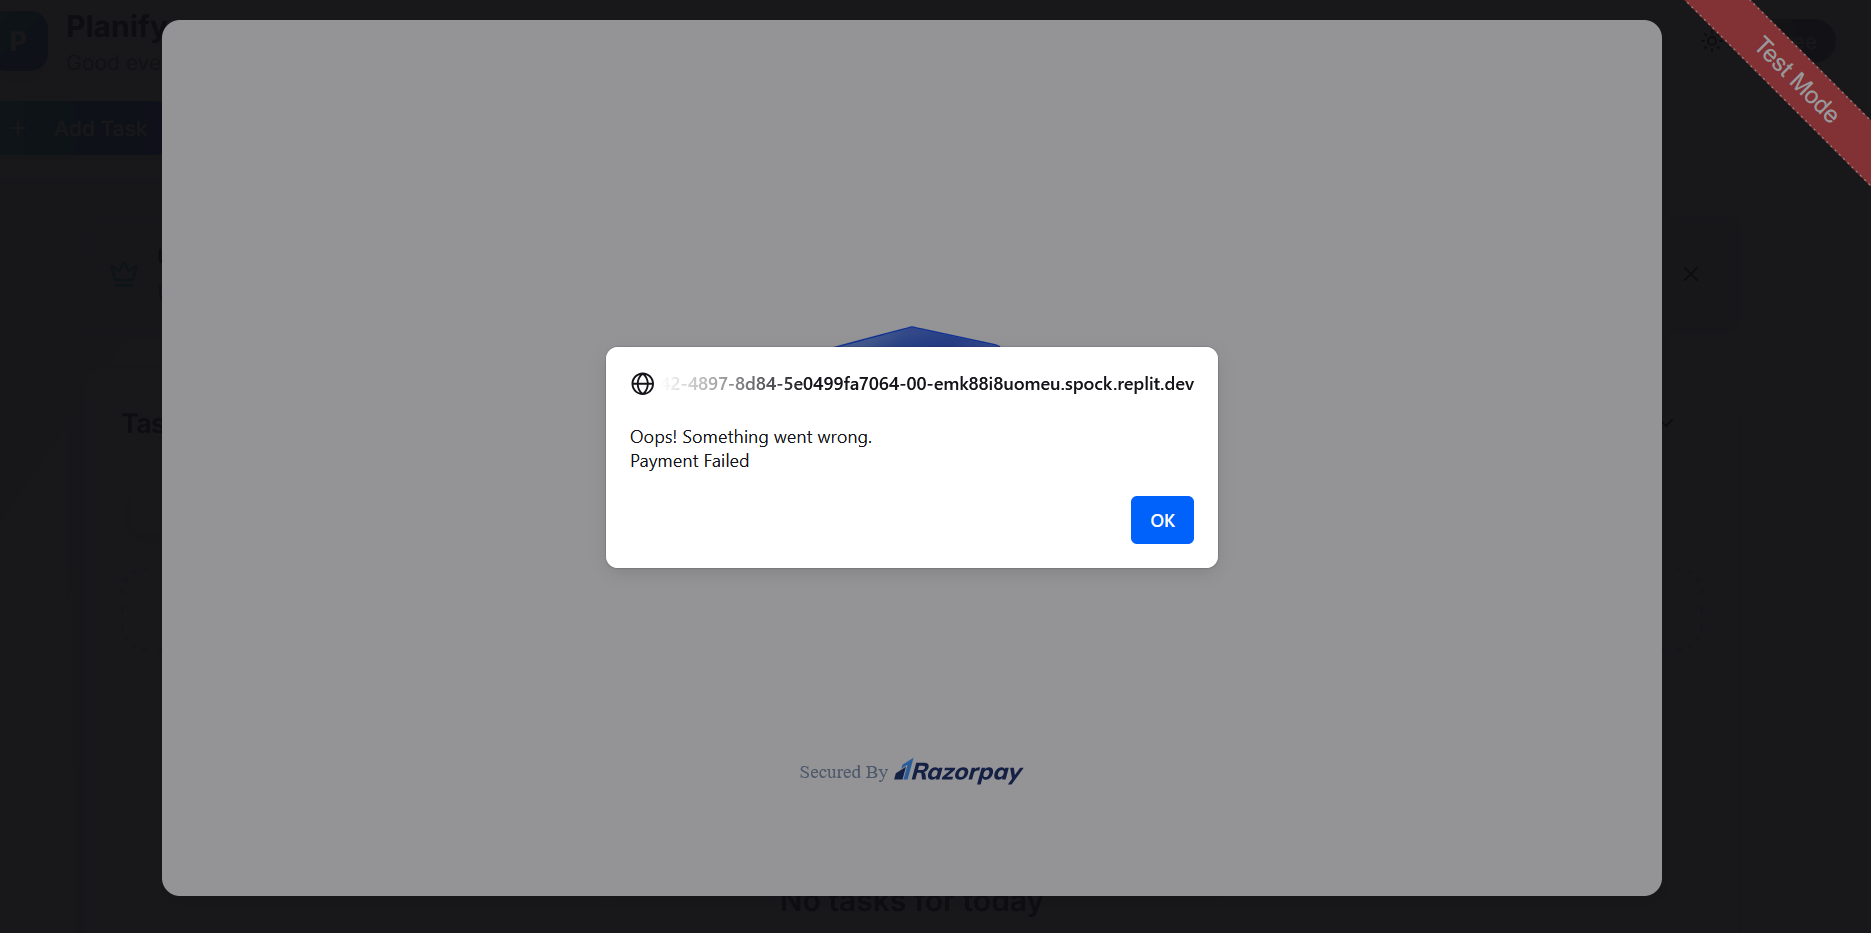 P
Planify
Good eve
Test Mode
+ Add Task
42-4897-8d84-5e0499fa7064-00-emk88i8uomeu.spock.replit.dev
Oops! Something went wrong.
Payment Failed
OK
Tas
Secured By Razorpay
No tasks for today